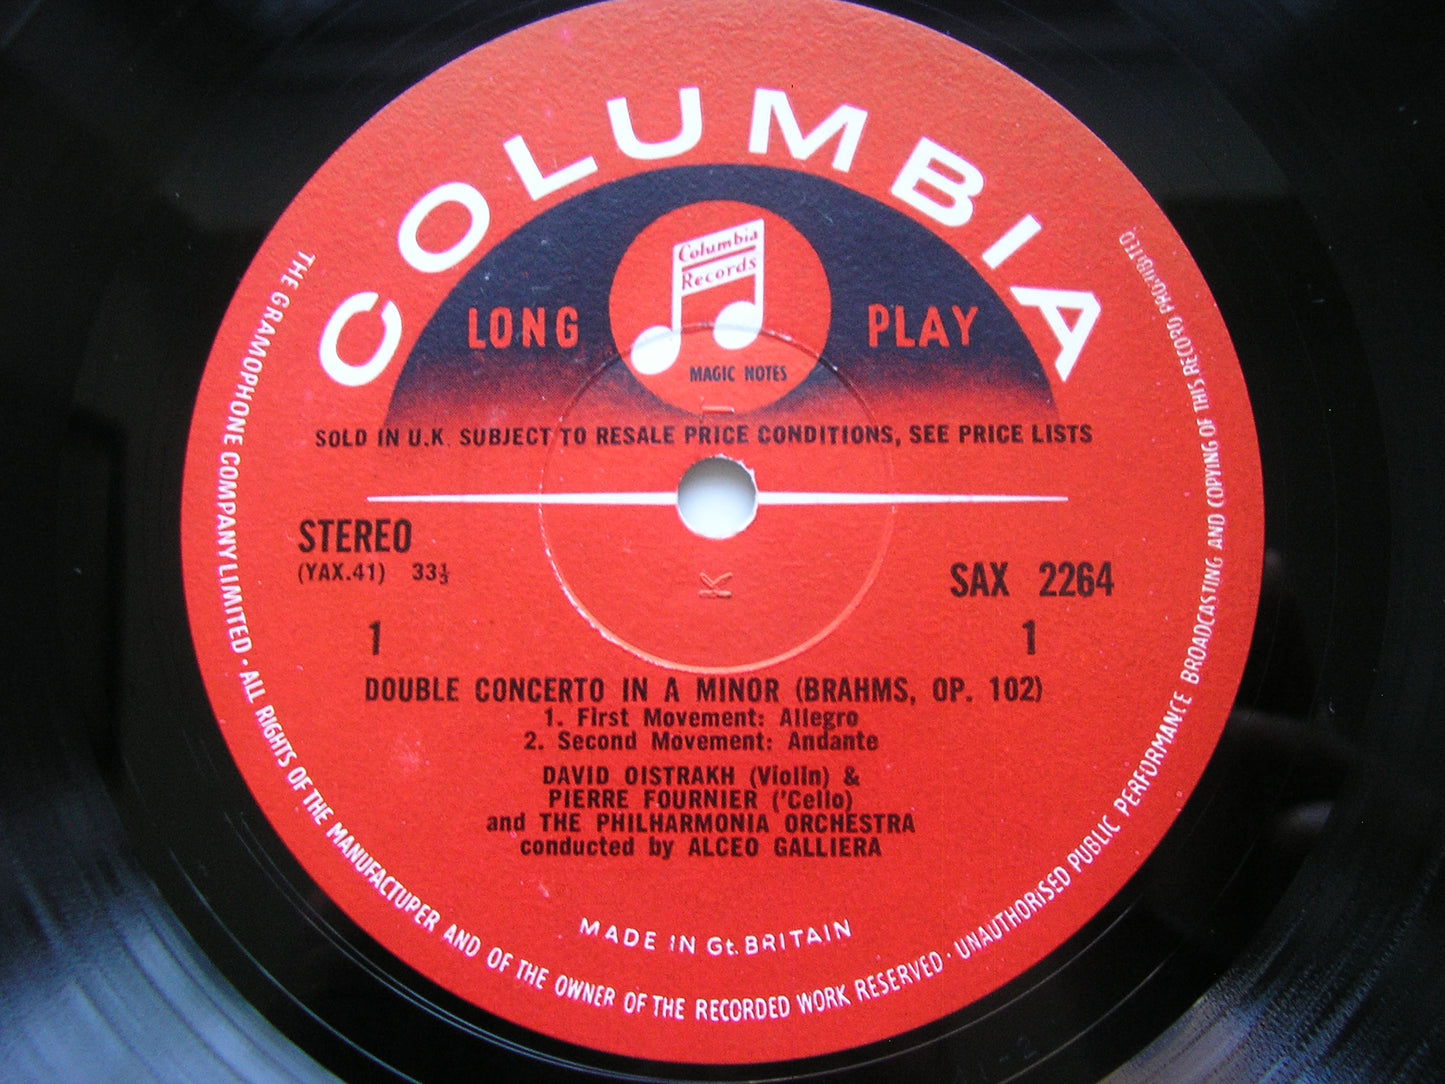 COLUMBIA
Columbia
Records
LONG PLAY
MAGIC NOTES
SOLD IN U.K. SUBJECT TO RESALE PRICE CONDITIONS, SEE PRICE LISTS
STEREO
(YAX.41) 33⅓
SAX 2264
1 1
K
DOUBLE CONCERTO IN A MINOR (BRAHMS, OP. 102)
1. First Movement: Allegro
2. Second Movement: Andante
DAVID OISTRAKH (Violin) &
PIERRE FOURNIER ('Cello)
and THE PHILHARMONIA ORCHESTRA
conducted by ALCEO GALLIERA
MADE IN Gt. BRITAIN
THE GRAMOPHONE COMPANY LIMITED · ALL RIGHTS OF THE MANUFACTURER AND OF THE OWNER OF THE RECORDED WORK RESERVED · UNAUTHORISED PUBLIC PERFORMANCE BROADCASTING AND COPYING OF THIS RECORD PROHIBITED